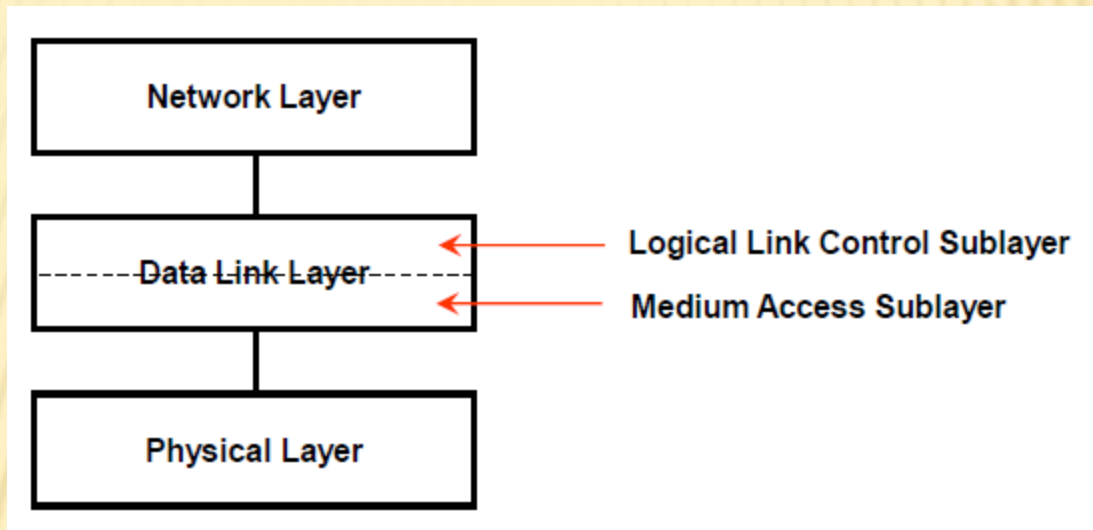 Network Layer
Logical Link Control Sublayer
Data Link Layer
Medium Access Sublayer
Physical Layer